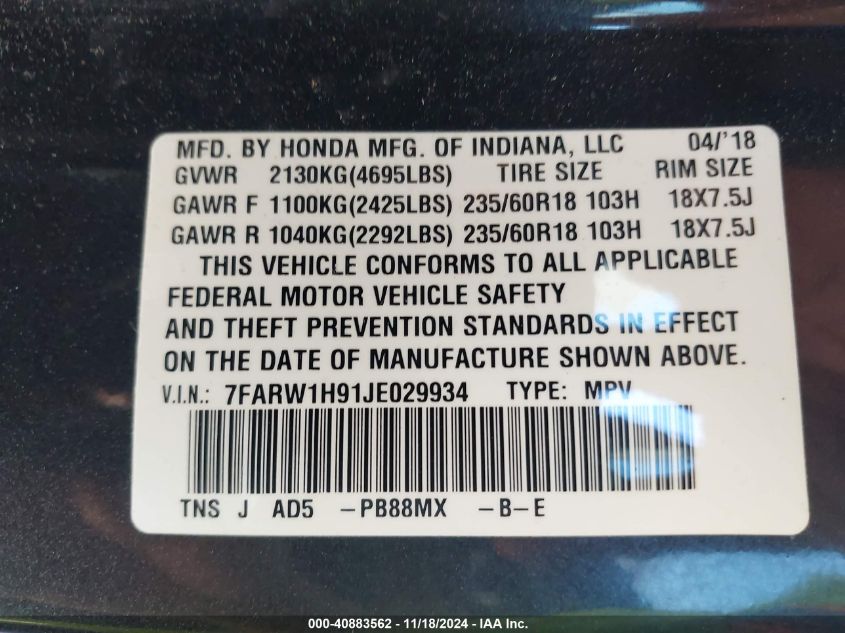 MFD. BY HONDA MFG. OF INDIANA, LLC 04/'18
GVWR 2130KG(4695LBS) TIRE SIZE RIM SIZE
GAWR F 1100KG(2425LBS) 235/60R18 103H 18X7.5J
GAWR R 1040KG(2292LBS) 235/60R18 103H 18X7.5J
THIS VEHICLE CONFORMS TO ALL APPLICABLE
FEDERAL MOTOR VEHICLE SAFETY
AND THEFT PREVENTION STANDARDS IN EFFECT
ON THE DATE OF MANUFACTURE SHOWN ABOVE.
V.I.N.: 7FARW1H91JE029934 TYPE: MPV
TNS J AD5 -PB88MX -B-E
000-40883562 - 11/18/2024 - IAA Inc.